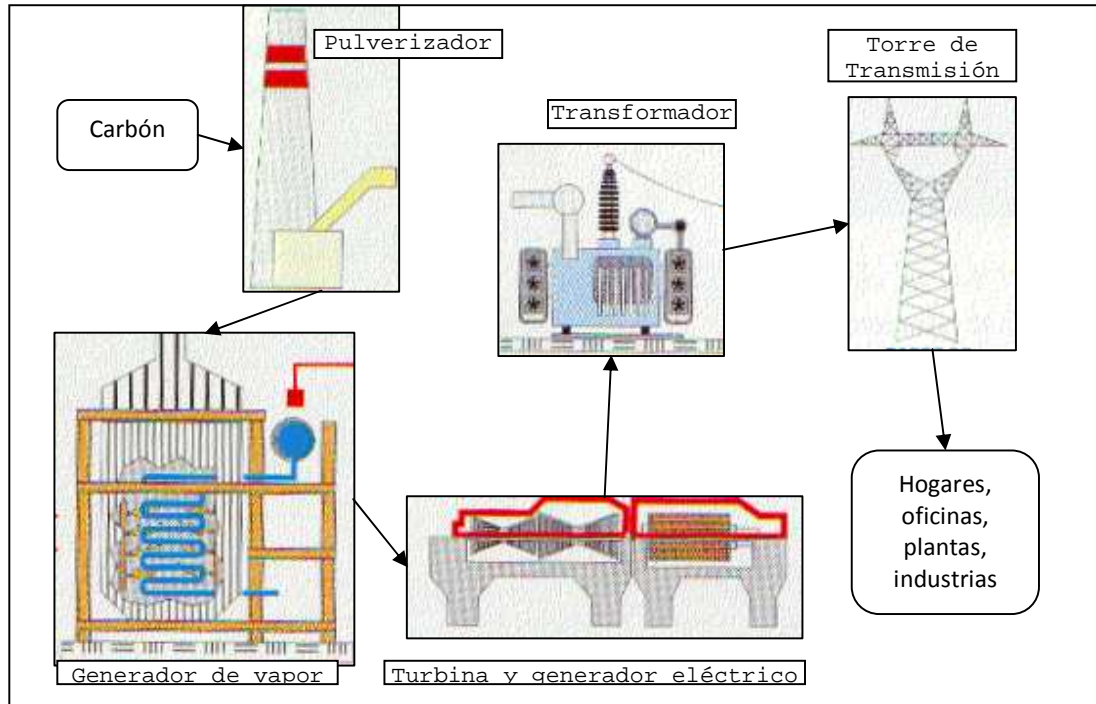 Pulverizador
Torre de
Transmisión
Carbón
Transformador
Hogares,
oficinas,
plantas,
industrias
Generador de vapor
Turbina y generador eléctrico